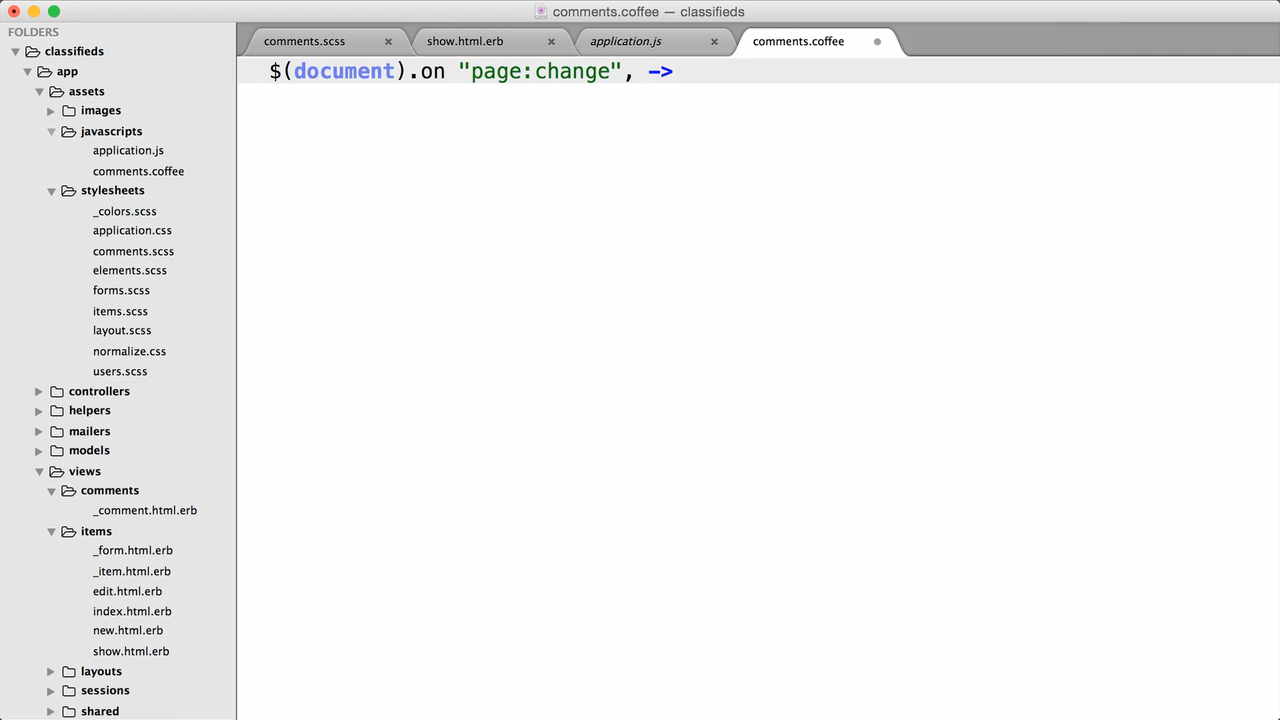 comments.coffee — classifieds
FOLDERS
classifieds
app
assets
images
javascripts
application.js
comments.coffee
stylesheets
_colors.scss
application.css
comments.scss
elements.scss
forms.scss
items.scss
layout.scss
normalize.css
users.scss
controllers
helpers
mailers
models
views
comments
_comment.html.erb
items
_form.html.erb
_item.html.erb
edit.html.erb
index.html.erb
new.html.erb
show.html.erb
layouts
sessions
shared
comments.scss
show.html.erb
application.js
comments.coffee
$(document).on "page:change", ->